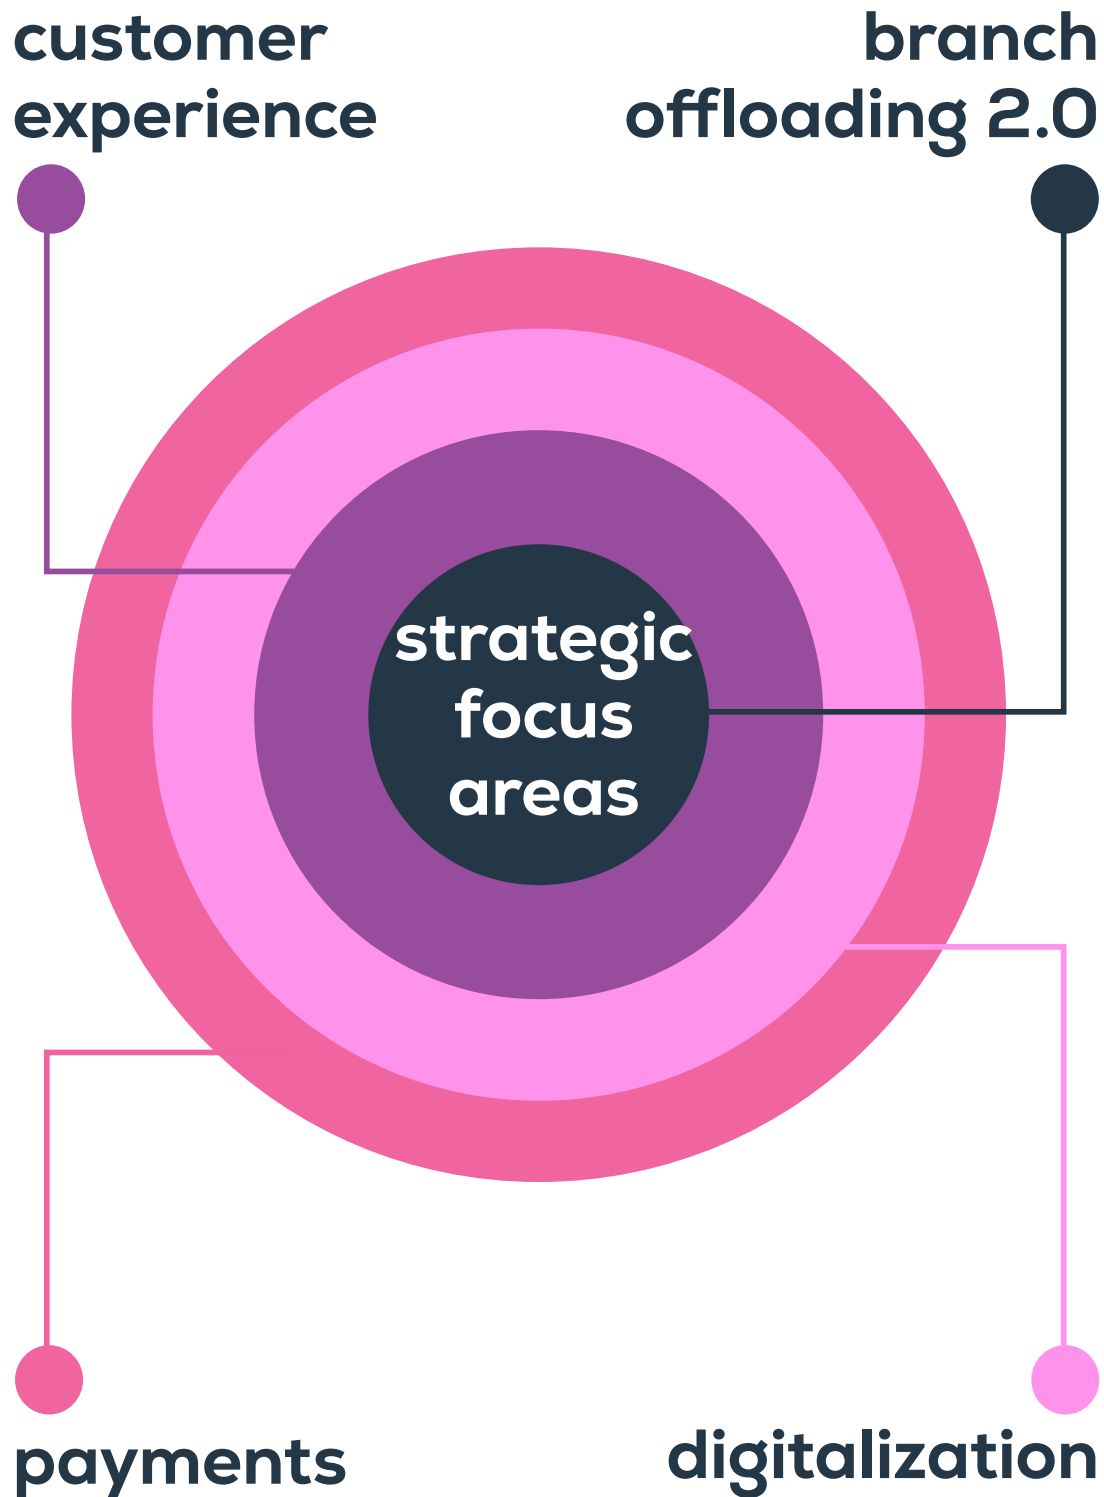 customer
experience
branch
offloading 2.0
strategic
focus
areas
payments
digitalization